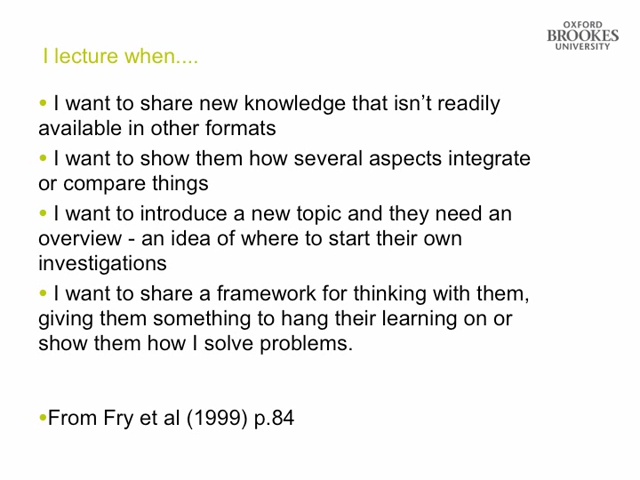 OXFORD
BROOKES
UNIVERSITY
I lecture when....
• I want to share new knowledge that isn’t readily
available in other formats
• I want to show them how several aspects integrate
or compare things
• I want to introduce a new topic and they need an
overview - an idea of where to start their own
investigations
• I want to share a framework for thinking with them,
giving them something to hang their learning on or
show them how I solve problems.
•From Fry et al (1999) p.84